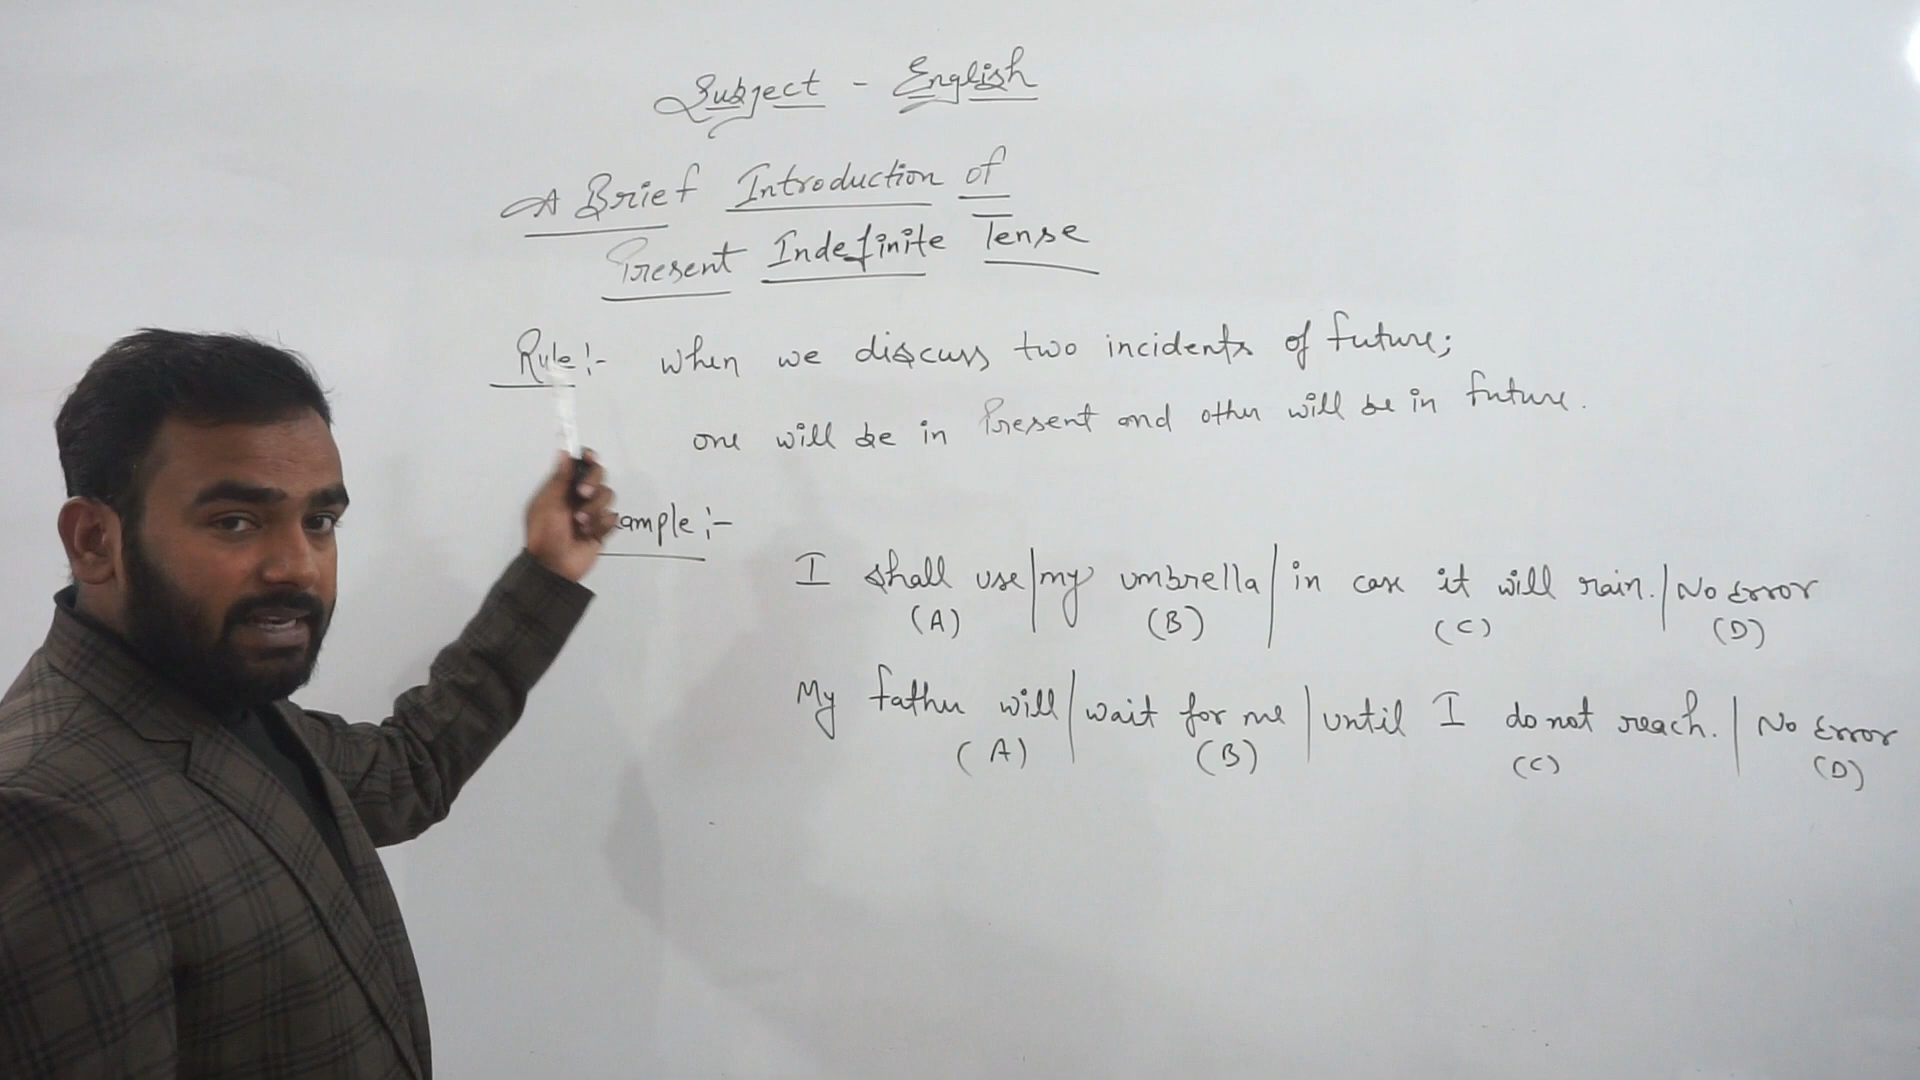 Subject - English
A Brief Introduction of
Present Indefinite Tense
Rule:- When we discuss two incidents of future;
one will be in Present and other will be in future.
ample:-
I shall use/my umbrella/in case it will rain./No Error
(A) (B) (C) (D)
My father will/wait for me/until I do not reach./No Error
(A) (B) (C) (D)